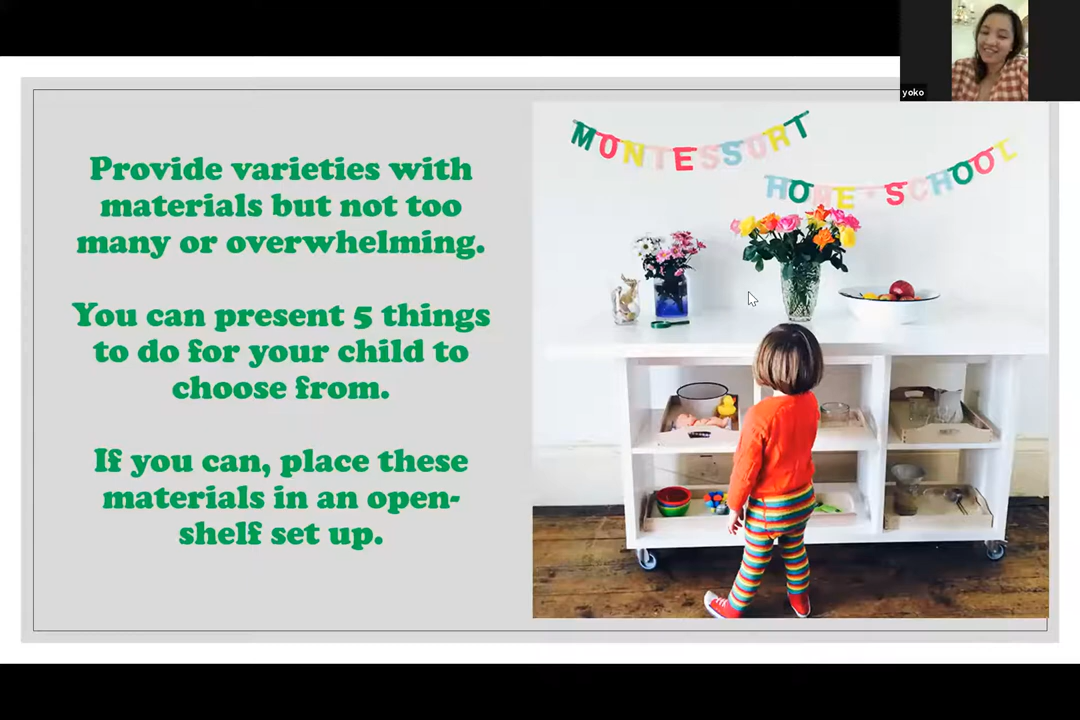 yoko
Provide varieties with
materials but not too
many or overwhelming.
You can present 5 things
to do for your child to
choose from.
If you can, place these
materials in an open-
shelf set up.
MONTESSORI
HOME-SCHOOL